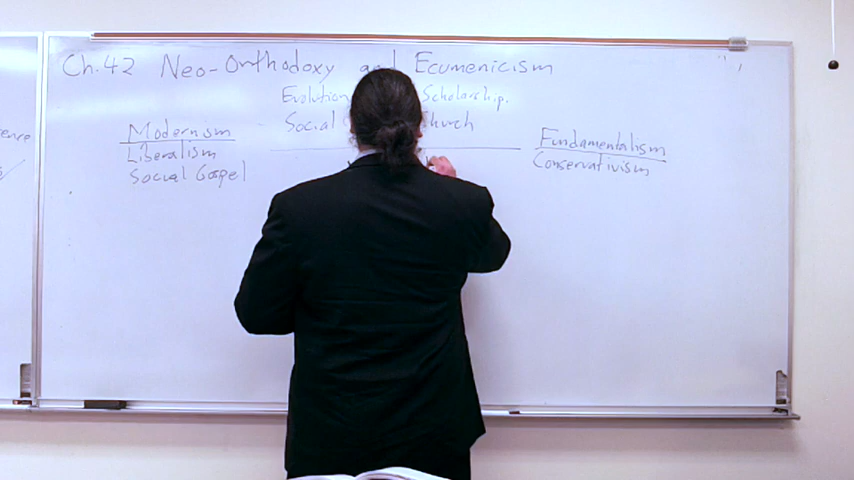 Ch.42 Neo-Orthodoxy and Ecumenicism
Evolution Scholarship.
Social Church
Modernism
Liberalism
Social Gospel
Fundamentalism
Conservativism